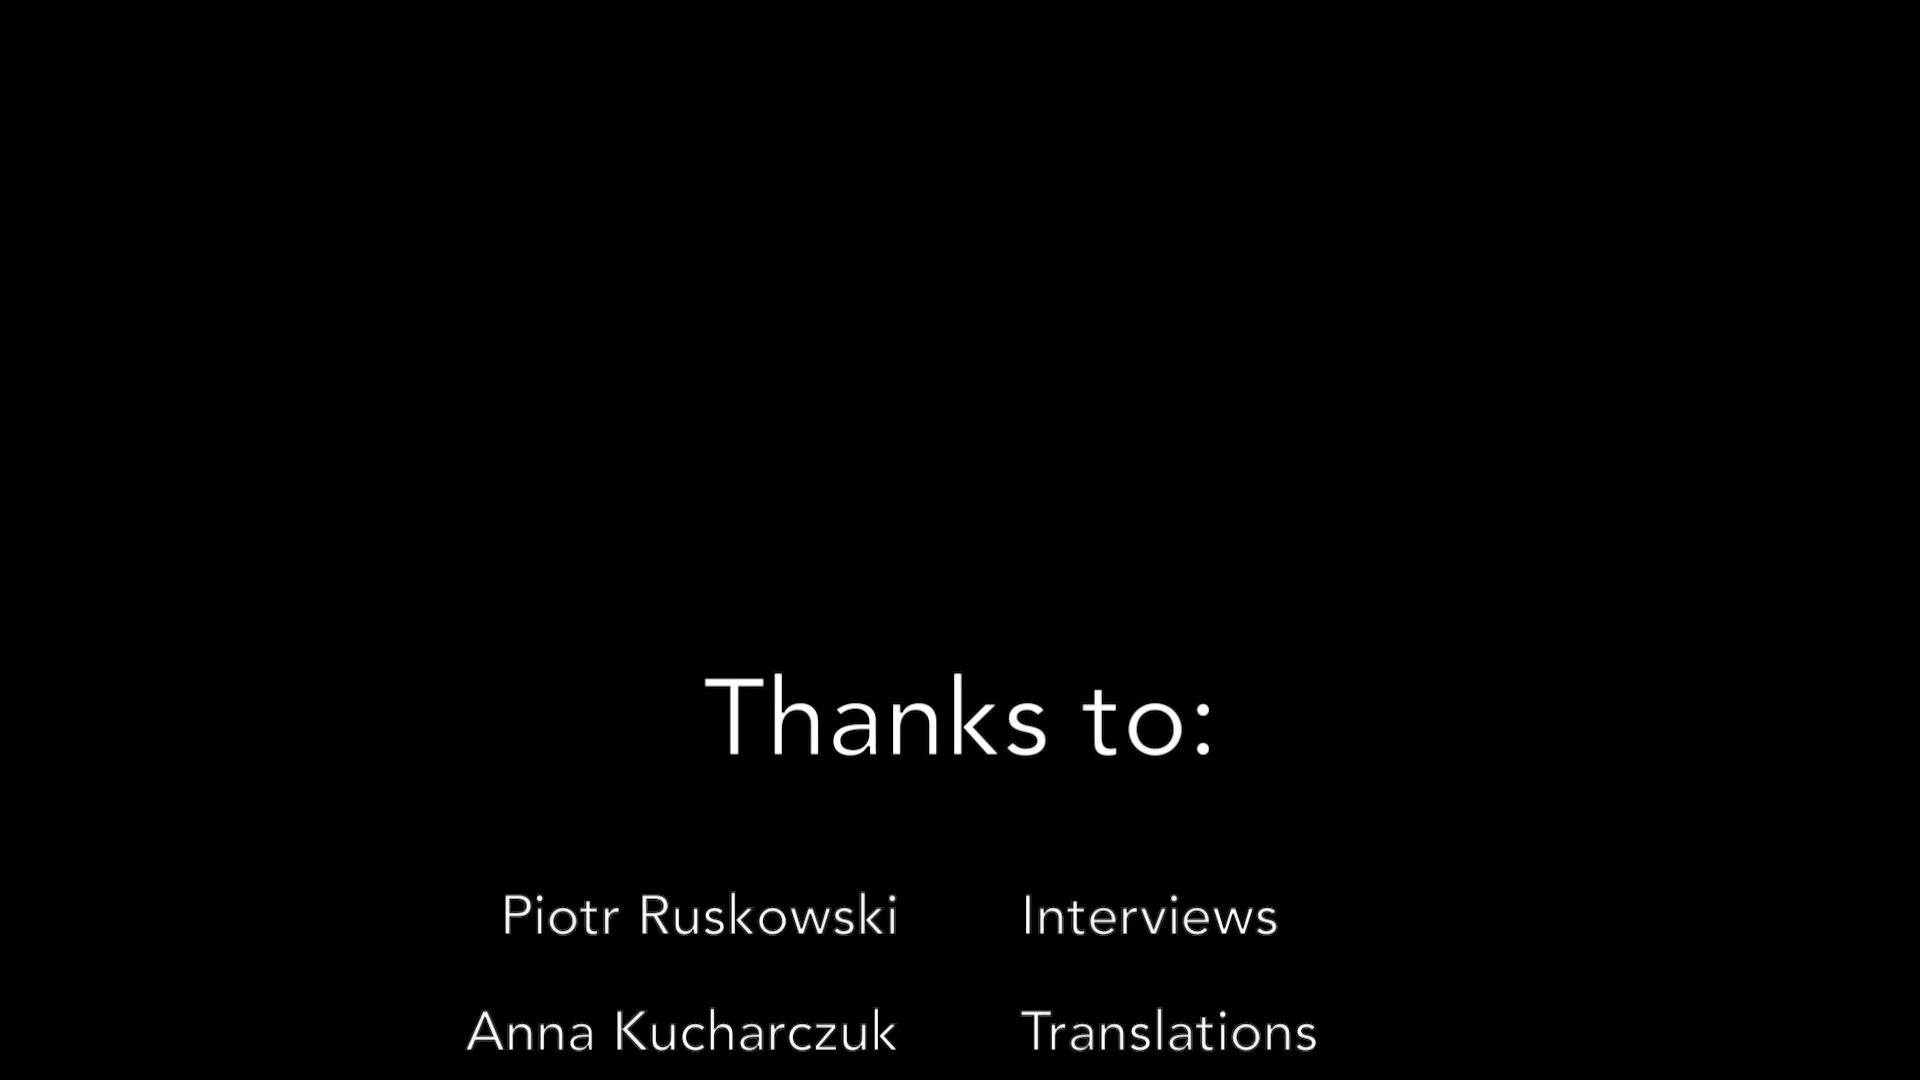 Thanks to:
Piotr Ruskowski Interviews
Anna Kucharczuk Translations